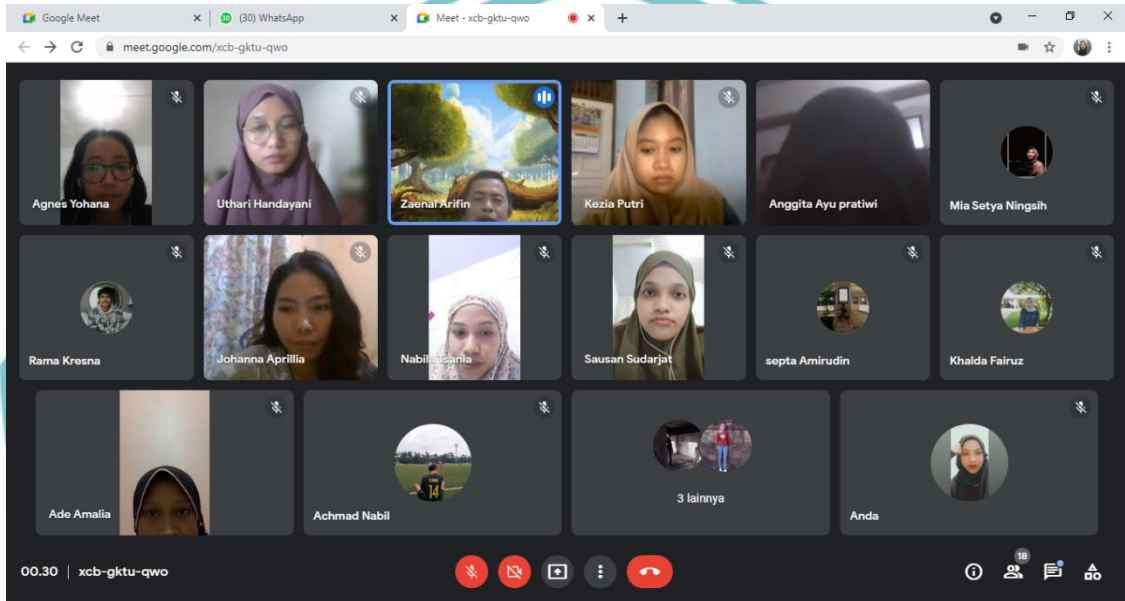 Google Meet
(30) WhatsApp
Meet - xcb-gktu-qwo
meet.google.com/xcb-gktu-qwo
Agnes Yohana
Uthari Handayani
Zaenal Arifin
Kezia Putri
Anggita Ayu pratiwi
Mia Setya Ningsih
Rama Kresna
Johanna Aprillia
Nabila
Sausan Sudarjat
septa Amirudin
Khalda Fairuz
Ade Amalia
Achmad Nabil
14
3 lainnya
Anda
00.30 | xcb-gktu-qwo
18